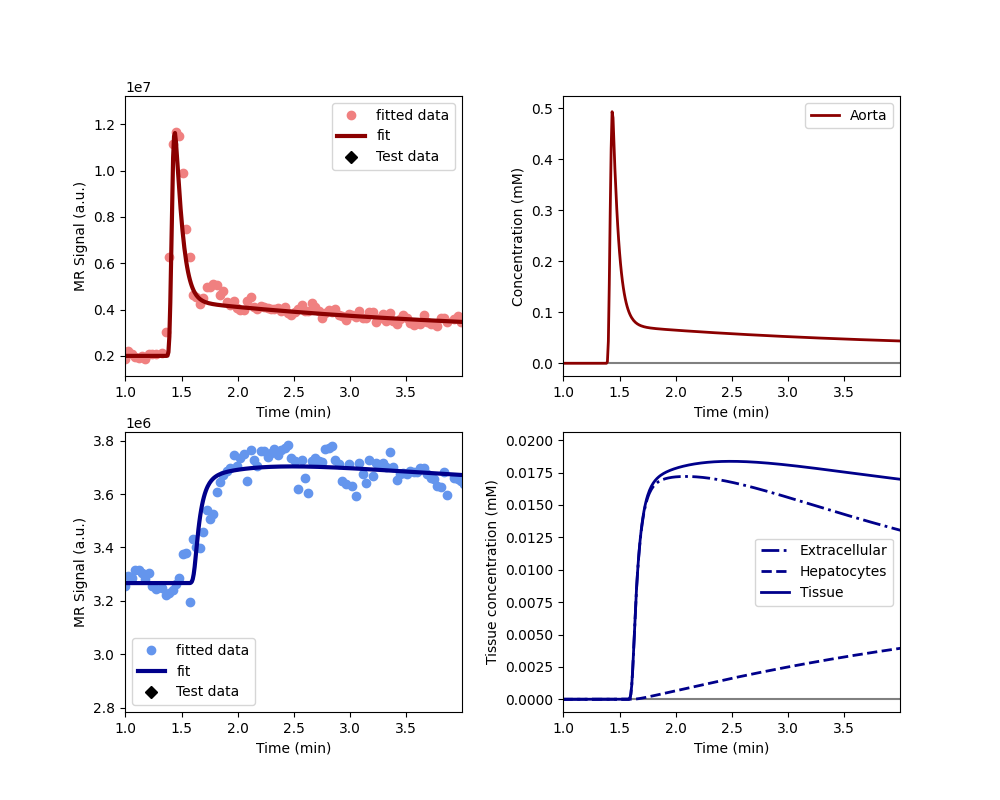 1e7
MR Signal (a.u.)
1.2
1.0
0.8
0.6
0.4
0.2
fitted data
fit
Test data
1.0 1.5 2.0 2.5 3.0 3.5
Time (min)
Concentration (mM)
0.5
0.4
0.3
0.2
0.1
0.0
Aorta
1.0 1.5 2.0 2.5 3.0 3.5
Time (min)
1e6
MR Signal (a.u.)
3.8
3.6
3.4
3.2
3.0
2.8
fitted data
fit
Test data
1.0 1.5 2.0 2.5 3.0 3.5
Time (min)
Tissue concentration (mM)
0.0200
0.0175
0.0150
0.0125
0.0100
0.0075
0.0050
0.0025
0.0000
Extracellular
Hepatocytes
Tissue
1.0 1.5 2.0 2.5 3.0 3.5
Time (min)